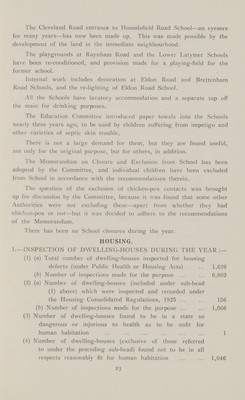 The Cleveland Road entrance to Houndsfield Road School—an eyesore
for many years—has now been made up. This was made possible by the
development of the land in the immediate neighbourhood.
The playgrounds at Raynham Road and the Lower Latymer Schools
have been re-conditioned, and provision made for a playing-field for the
former school.
Internal work includes decoration at Eldon Road and Brettenham
Road Schools, and the re-lighting of Eldon Road School.
All the Schools have lavatory accommodation and a separate tap off
the main for drinking purposes.
The Education Committee introduced paper towels into the Schools
nearly three years ago, to be used by children suffering from impetigo and
other varieties of septic skin trouble.
There is not a large demand for them, but they are found useful,
not only for the original purpose, but for others, in addition.
The Memorandum on Closure and Exclusion from School has been
adopted by the Committee, and individual children have been excluded
from School in accordance with the recommendations therein.
The question of the exclusion of chicken-pox contacts was brought
up for discussion by the Committee, because it was found that some other
Authorities were not excluding these—apart from whether they had
chicken-pox or not—but it was decided to adhere to the recommendations
of the Memorandum.
There has been no School closures during the year.
HOUSING.
1.—INSPECTION OF DWELLING-HOUSES DURING THE YEAR :—
(1) (a) Total number of dwelling-houses inspected for housing
defects (under Public Health or Housing Acts) ... 1,639
(b) Number of inspections made for the purpose ... 6,802
(2) (a) Number of dwelling-houses (included under sub-head
(1) above) which were inspected and recorded under
the Housing Consolidated Regulations, 1925 ... 156
(b) Number of inspections made for the purpose ... 1,066
(3) Number of dwelling-houses found to be in a state so
dangerous or injurious to health as to be unfit for
human habitation ... 1
(4) Number of dwelling-houses (exclusive of those referred
to under the preceding sub-head) found not to be in all
respects reasonably fit for human habitation ... 1,046
23